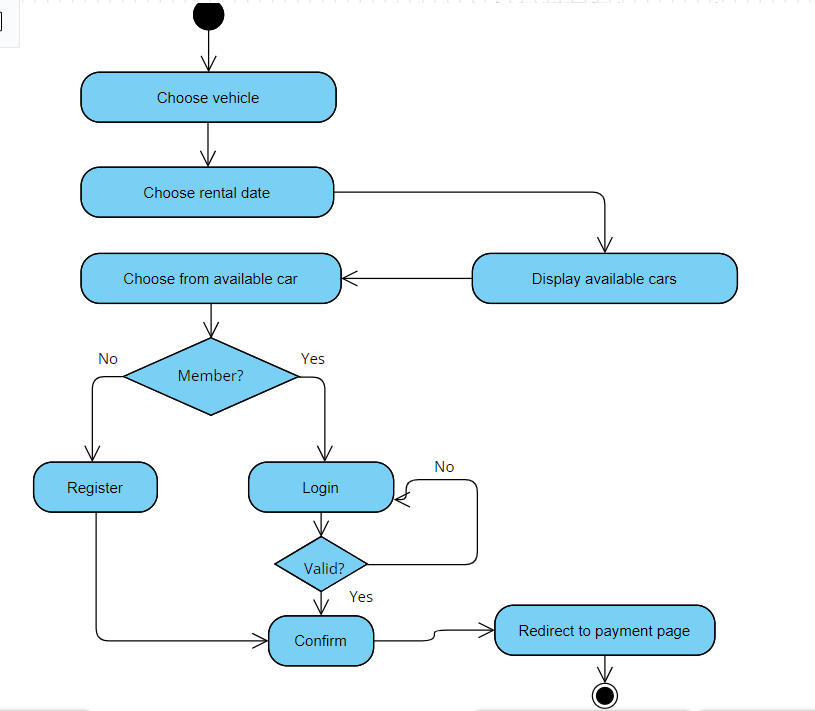 Choose vehicle
Choose rental date
Choose from available car
Display available cars
No
Yes
Member?
Register
Login
No
Valid?
Yes
Confirm
Redirect to payment page